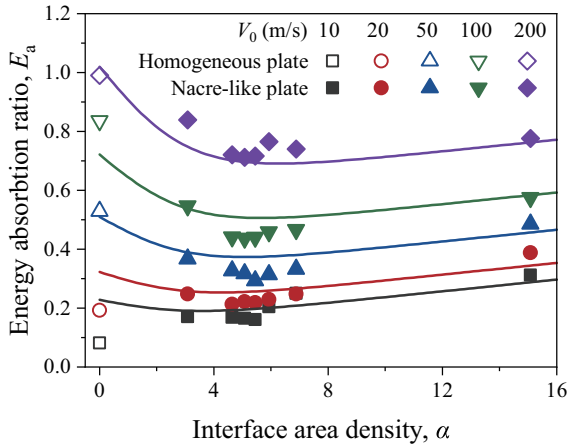 V₀ (m/s) 10 20 50 100 200
Homogeneous plate
Nacre-like plate
Energy absorbtion ratio, Eₐ
1.2
1.0
0.8
0.6
0.4
0.2
0.0
0 4 8 12 16
Interface area density, α